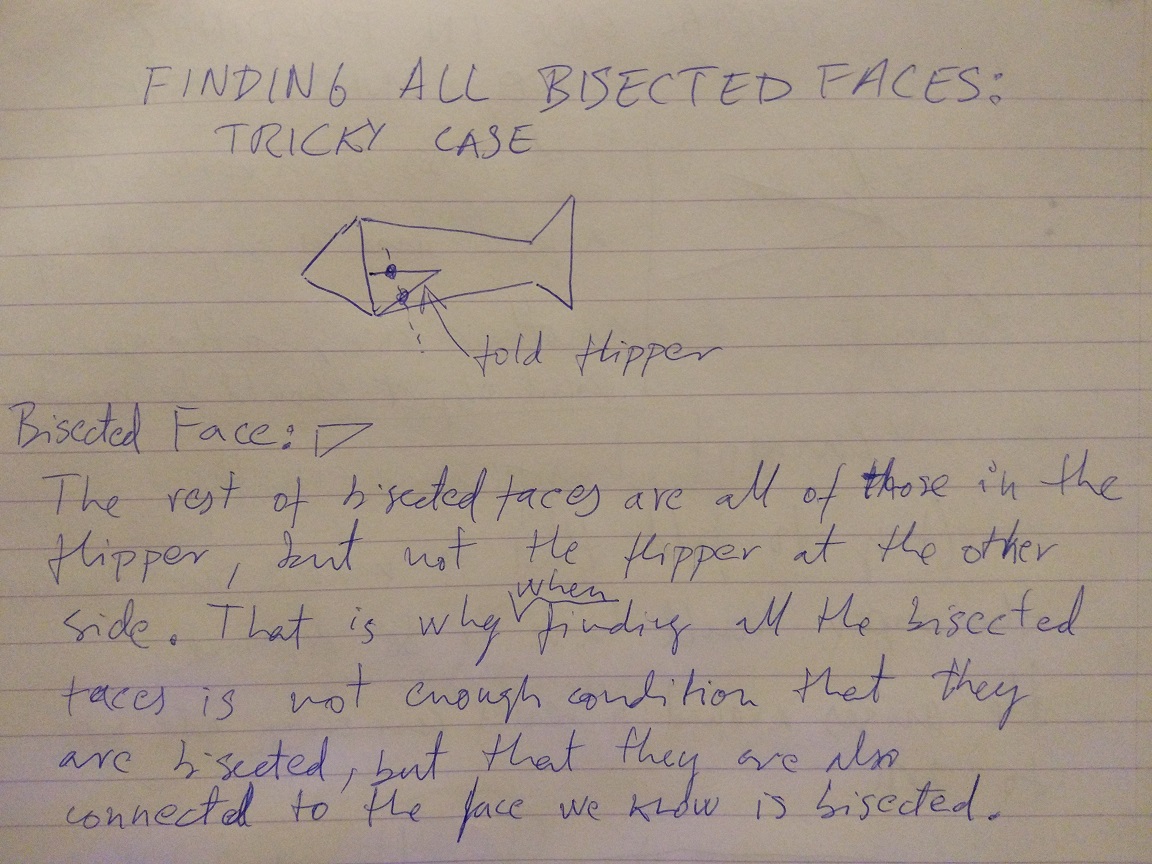 FINDING ALL BISECTED FACES:
TRICKY CASE
fold flipper
Bisected Face:
The rest of bisected faces are all of those in the
flipper, but not the flipper at the other
side. That is why when finding all the bisected
faces is not enough condition that they
are bisected, but that they are also
connected to the face we know is bisected.